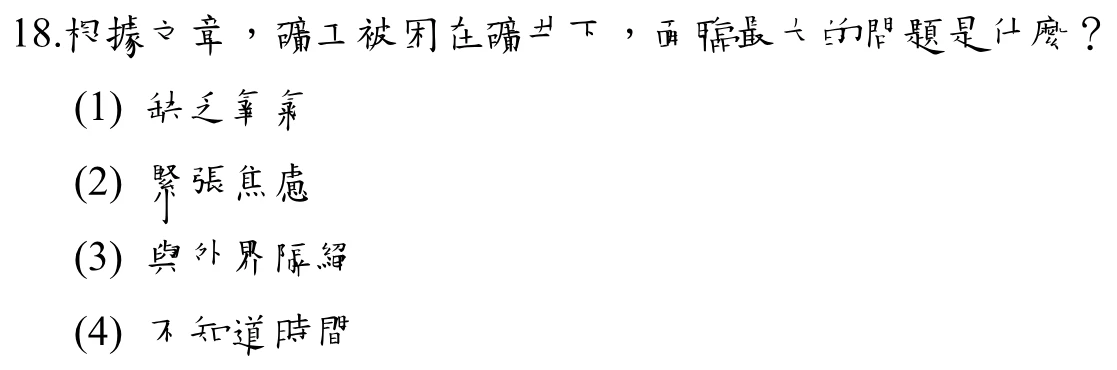 18.根據文章，礦工被困在礦井下，面臨最大的問題是什麼？
(1) 缺乏氧氣
(2) 緊張焦慮
(3) 與外界隔絕
(4) 不知道時間